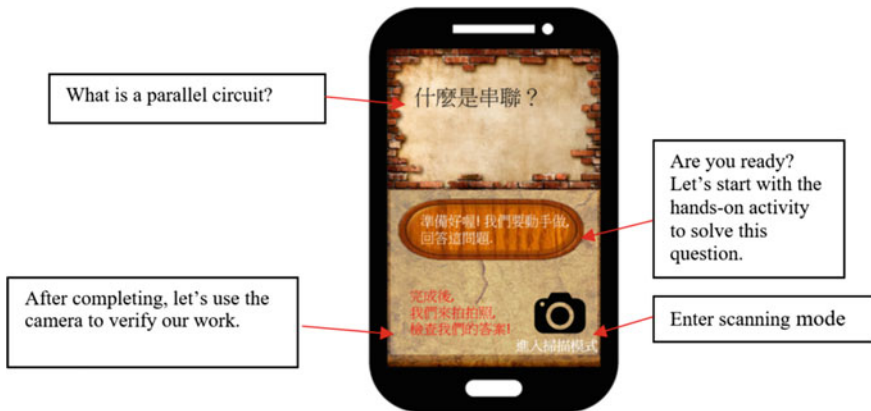 What is a parallel circuit?
什麼是串聯？
Are you ready?
Let's start with the
hands-on activity
to solve this
question.
準備好喔! 我們要動手做,
回答這問題.
After completing, let's use the
camera to verify our work.
完成後,
我們來拍拍照,
檢查我們的答案!
進入掃描模式
Enter scanning mode